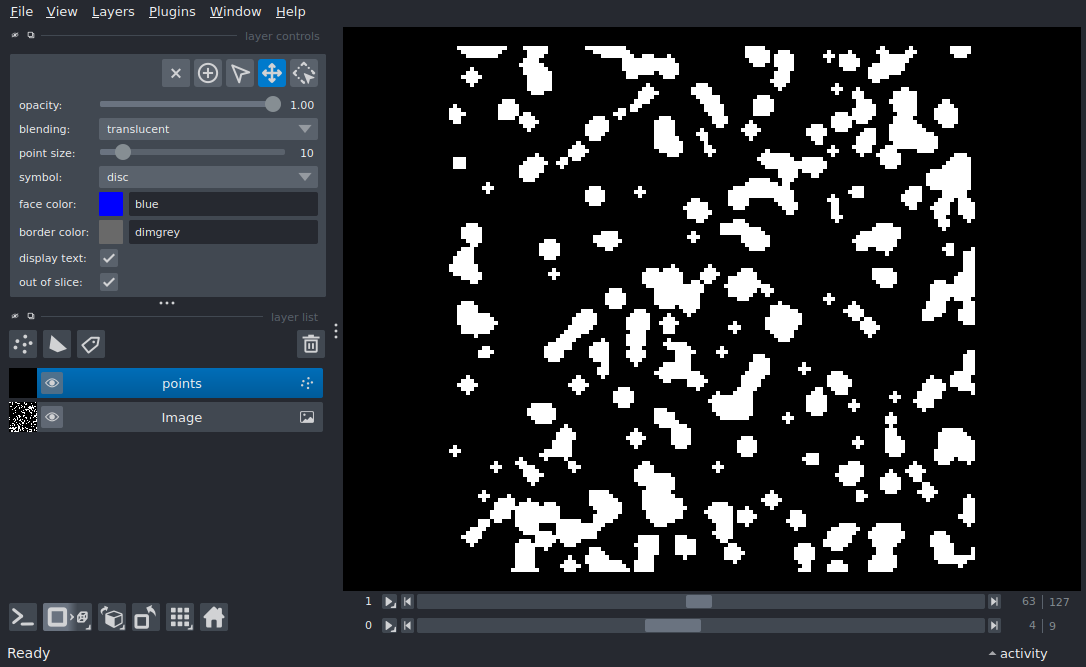 File View Layers Plugins Window Help
layer controls
opacity: 1.00
blending: translucent
point size: 10
symbol: disc
face color: blue
border color: dimgrey
display text:
out of slice:
layer list
points
Image
1 63 | 127
0 4 | 9
Ready activity